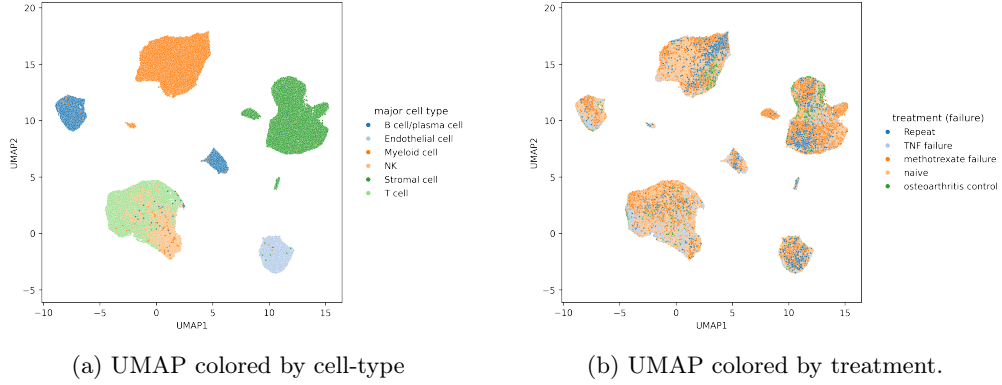 20
15
10
5
0
−5
UMAP2
−10
−5
0
5
10
15
UMAP1
major cell type
B cell/plasma cell
Endothelial cell
Myeloid cell
NK
Stromal cell
T cell
(a) UMAP colored by cell-type
20
15
10
5
0
−5
UMAP2
−10
−5
0
5
10
15
UMAP1
treatment (failure)
Repeat
TNF failure
methotrexate failure
naive
osteoarthritis control
(b) UMAP colored by treatment.